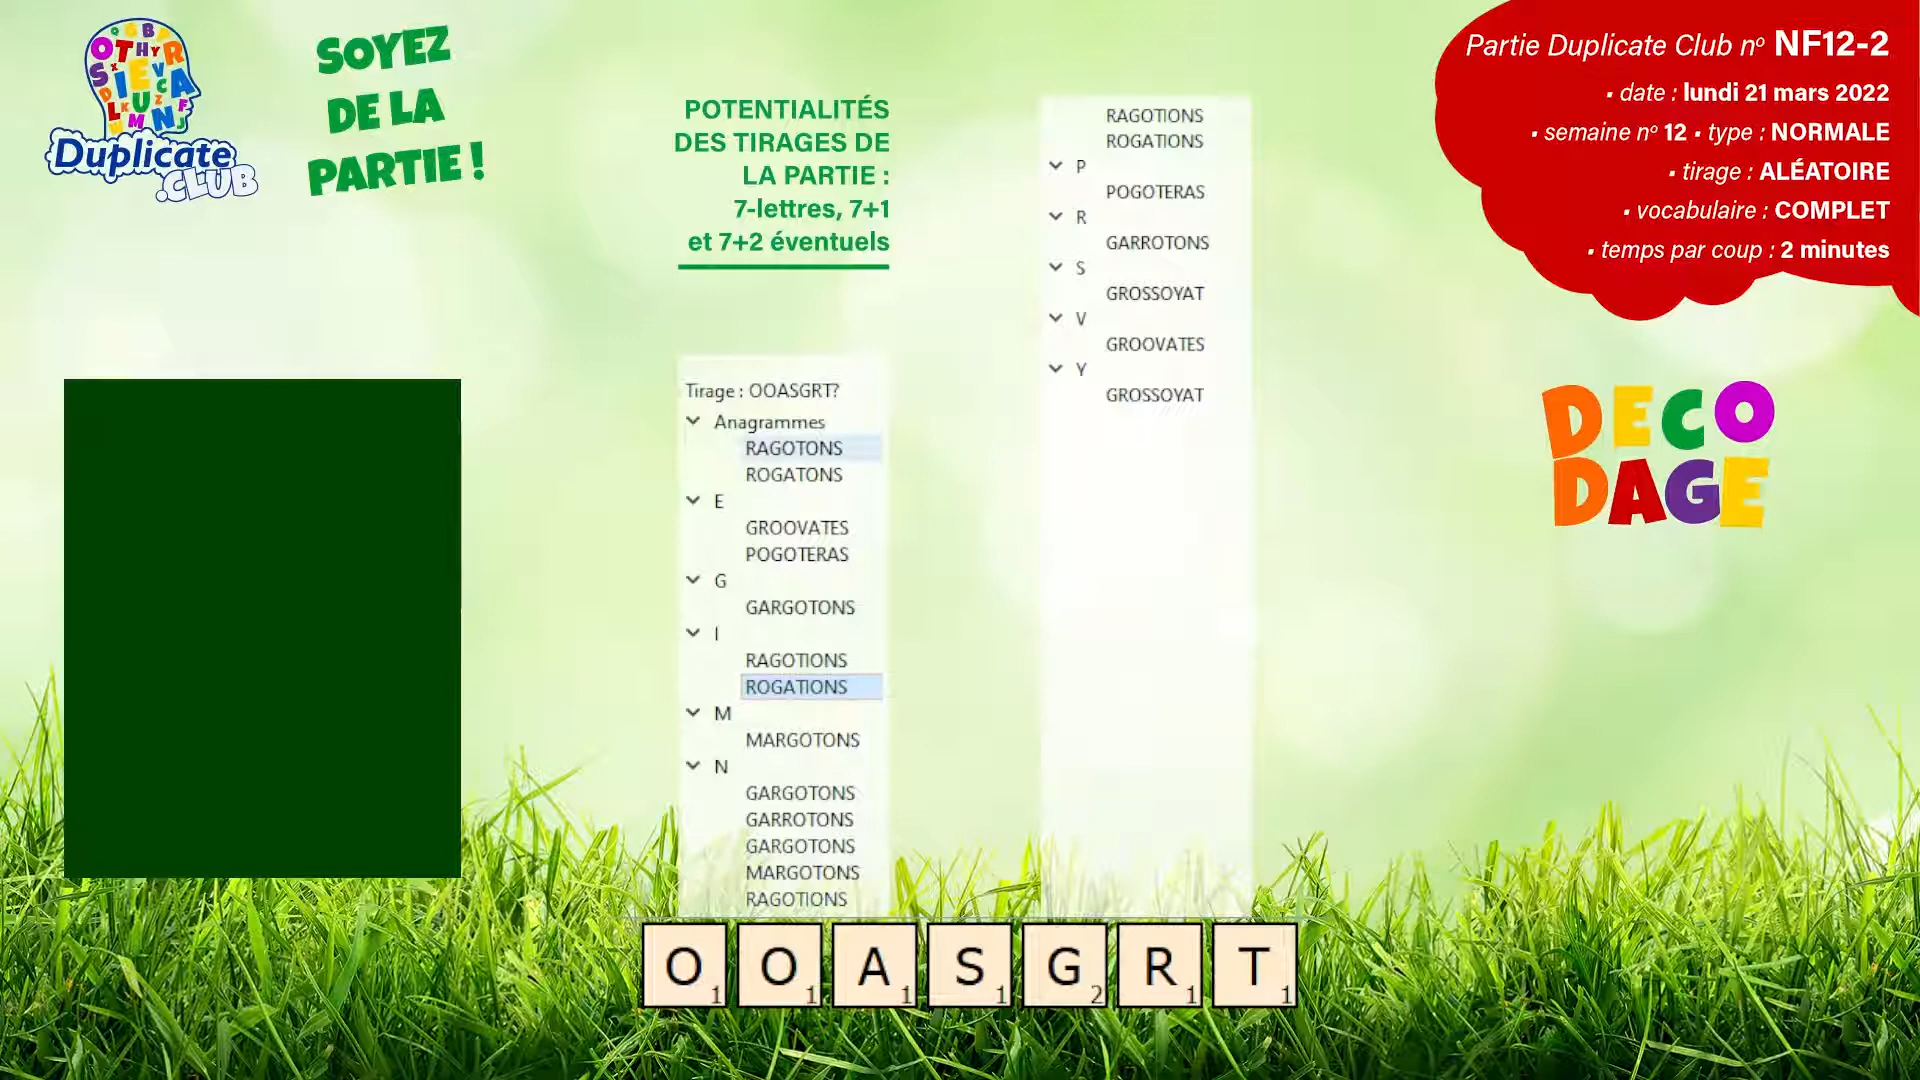 Duplicate
.CLUB
SOYEZ
DE LA
PARTIE !
POTENTIALITÉS
DES TIRAGES DE
LA PARTIE :
7-lettres, 7+1
et 7+2 éventuels
Tirage : OOASGRT?
Anagrammes
RAGOTONS
ROGATONS
E
GROOVATES
POGOTERAS
G
GARGOTONS
I
RAGOTIONS
ROGATIONS
M
MARGOTONS
N
GARGOTONS
GARROTONS
GARGOTONS
MARGOTONS
RAGOTIONS
RAGOTIONS
ROGATIONS
P
POGOTERAS
R
GARROTONS
S
GROSSOYAT
V
GROOVATES
Y
GROSSOYAT
Partie Duplicate Club nº NF12-2
• date : lundi 21 mars 2022
• semaine nº 12 • type : NORMALE
• tirage : ALÉATOIRE
• vocabulaire : COMPLET
• temps par coup : 2 minutes
DECO
DAGE
O1 O1 A1 S1 G2 R1 T1